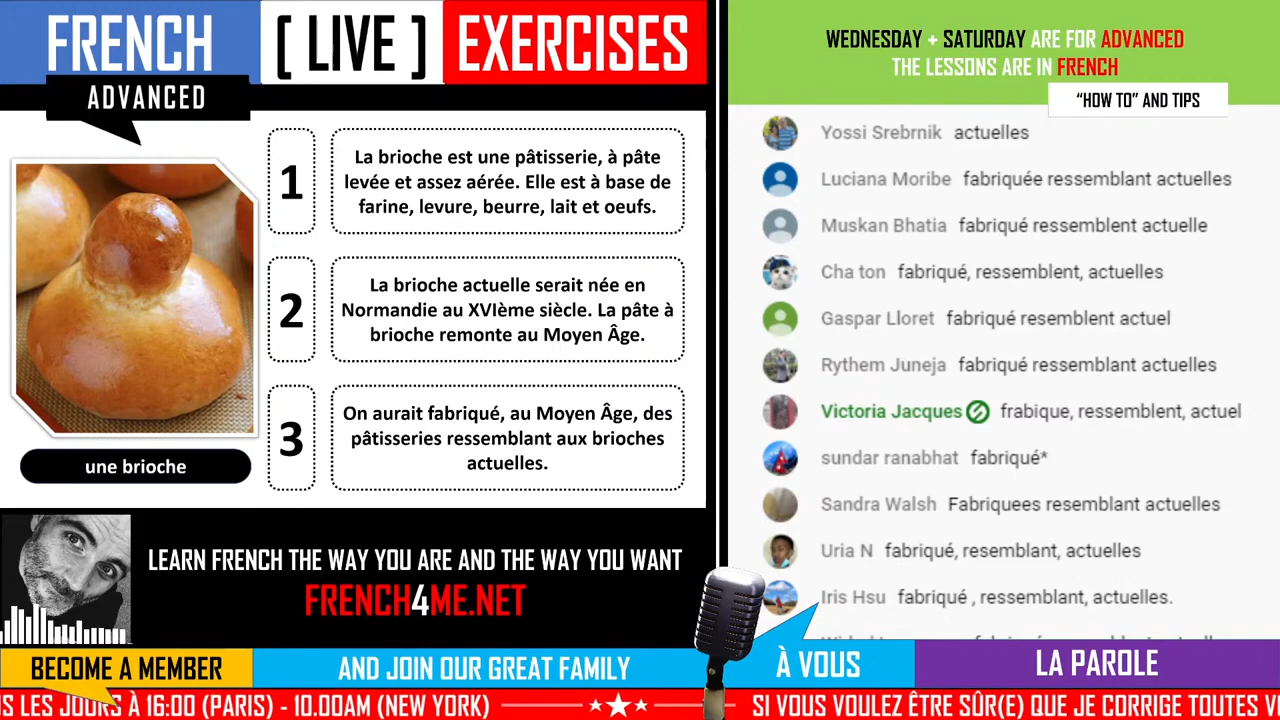 FRENCH
[ LIVE ]
EXERCISES
ADVANCED
1
La brioche est une pâtisserie, à pâte
levée et assez aérée. Elle est à base de
farine, levure, beurre, lait et oeufs.
2
La brioche actuelle serait née en
Normandie au XVIème siècle. La pâte à
brioche remonte au Moyen Âge.
3
On aurait fabriqué, au Moyen Âge, des
pâtisseries ressemblant aux brioches
actuelles.
une brioche
LEARN FRENCH THE WAY YOU ARE AND THE WAY YOU WANT
FRENCH4ME.NET
BECOME A MEMBER
AND JOIN OUR GREAT FAMILY
WEDNESDAY + SATURDAY ARE FOR ADVANCED
THE LESSONS ARE IN FRENCH
“HOW TO” AND TIPS
Yossi Srebrnik actuelles
Luciana Moribe fabriquée ressemblant actuelles
Muskan Bhatia fabriqué ressemblent actuelle
Cha ton fabriqué, ressemblent, actuelles
Gaspar Lloret fabriqué resemblent actuel
Rythem Juneja fabriqué ressemblant actuelles
Victoria Jacques frabique, ressemblent, actuel
sundar ranabhat fabriqué*
Sandra Walsh Fabriquees resemblant actuelles
Uria N fabriqué, resemblant, actuelles
Iris Hsu fabriqué , ressemblant, actuelles.
À VOUS
LA PAROLE
US LES JOURS À 16:00 (PARIS) - 10.00AM (NEW YORK)
SI VOUS VOULEZ ÊTRE SÛR(E) QUE JE CORRIGE TOUTES V